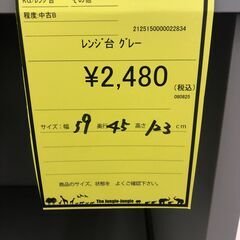 程度:中古B
2125150000022834
レンジ台 グレー
¥2,480
(税込)
080825
サイズ:幅 59 奥行 45 高さ 123 cm
商品のサイズ、状態を よくご確認下さい。
The Jungle-Jungle